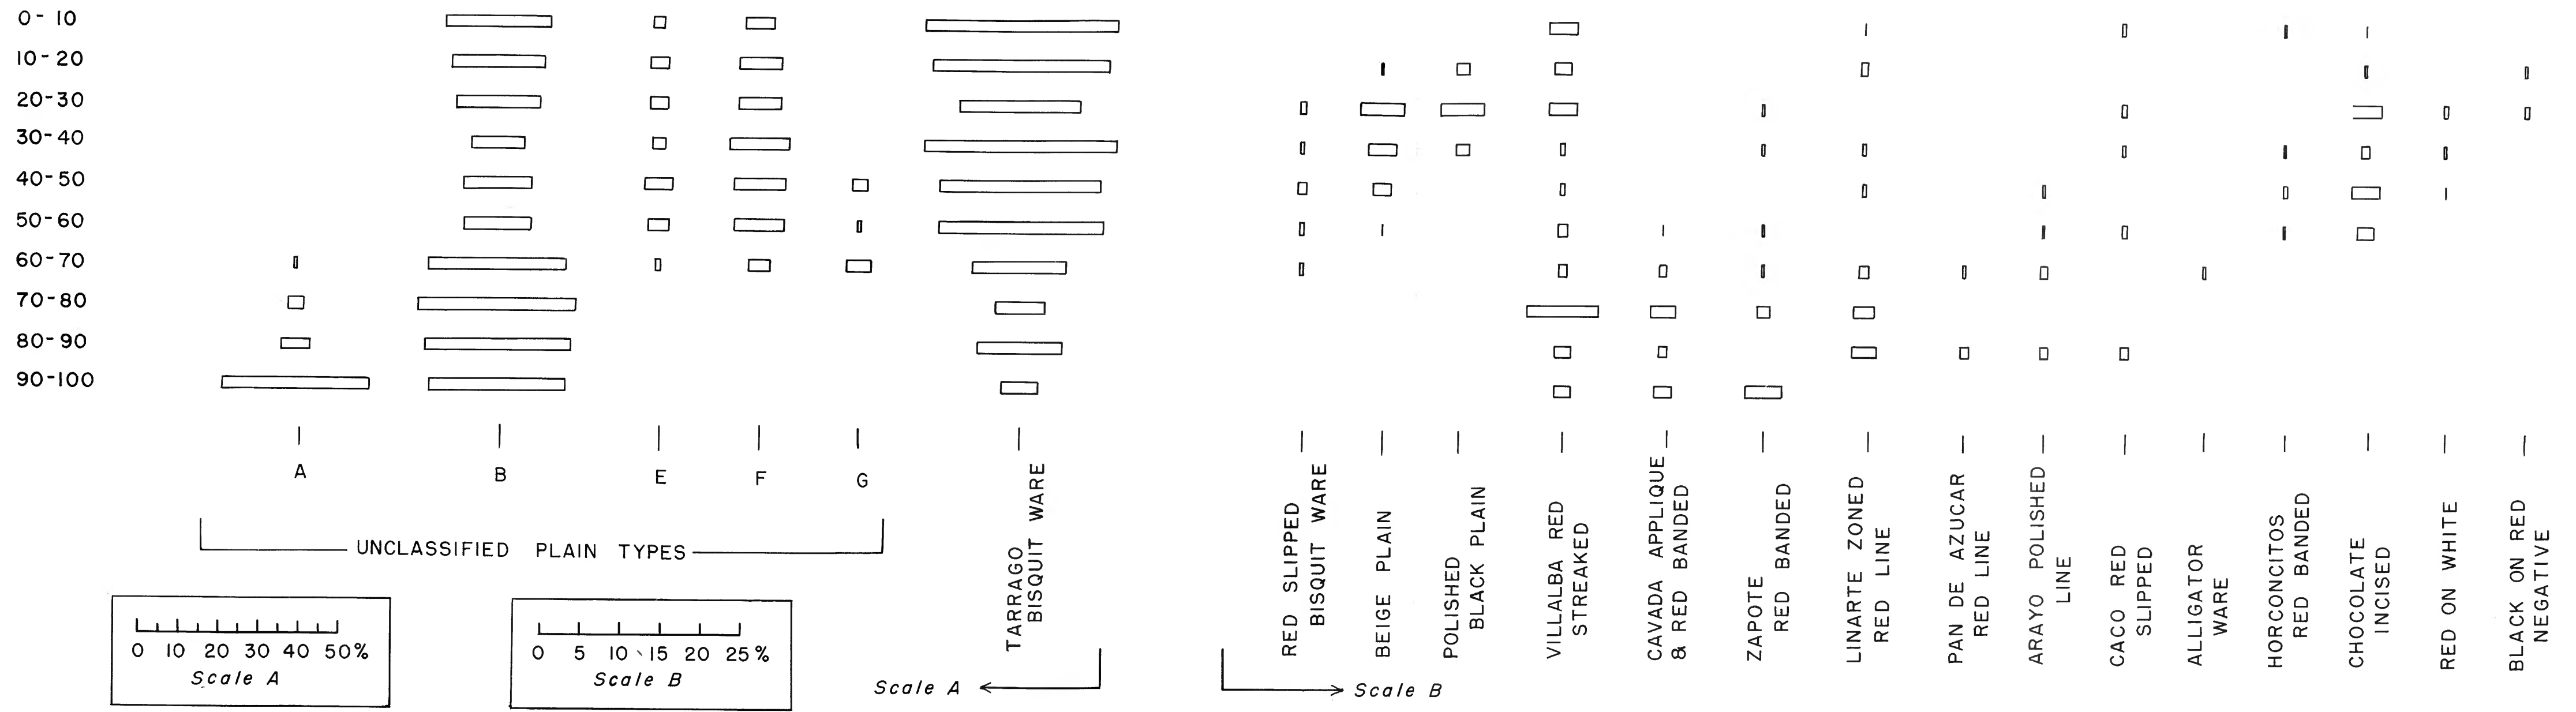 0-10
10-20
20-30
30-40
40-50
50-60
60-70
70-80
80-90
90-100
A
B
E
F
G
UNCLASSIFIED PLAIN TYPES
TARRAGO
BISQUIT WARE
RED SLIPPED
BISQUIT WARE
BEIGE PLAIN
POLISHED
BLACK PLAIN
VILLALBA RED
STREAKED
CAVADA APPLIQUE
& RED BANDED
ZAPOTE
RED BANDED
LINARTE ZONED
RED LINE
PAN DE AZUCAR
RED LINE
ARAYO POLISHED
LINE
CACO RED
SLIPPED
ALLIGATOR
WARE
HORCONCITOS
RED BANDED
CHOCOLATE
INCISED
RED ON WHITE
BLACK ON RED
NEGATIVE
0 10 20 30 40 50%
Scale A
0 5 10 15 20 25%
Scale B
Scale A
Scale B